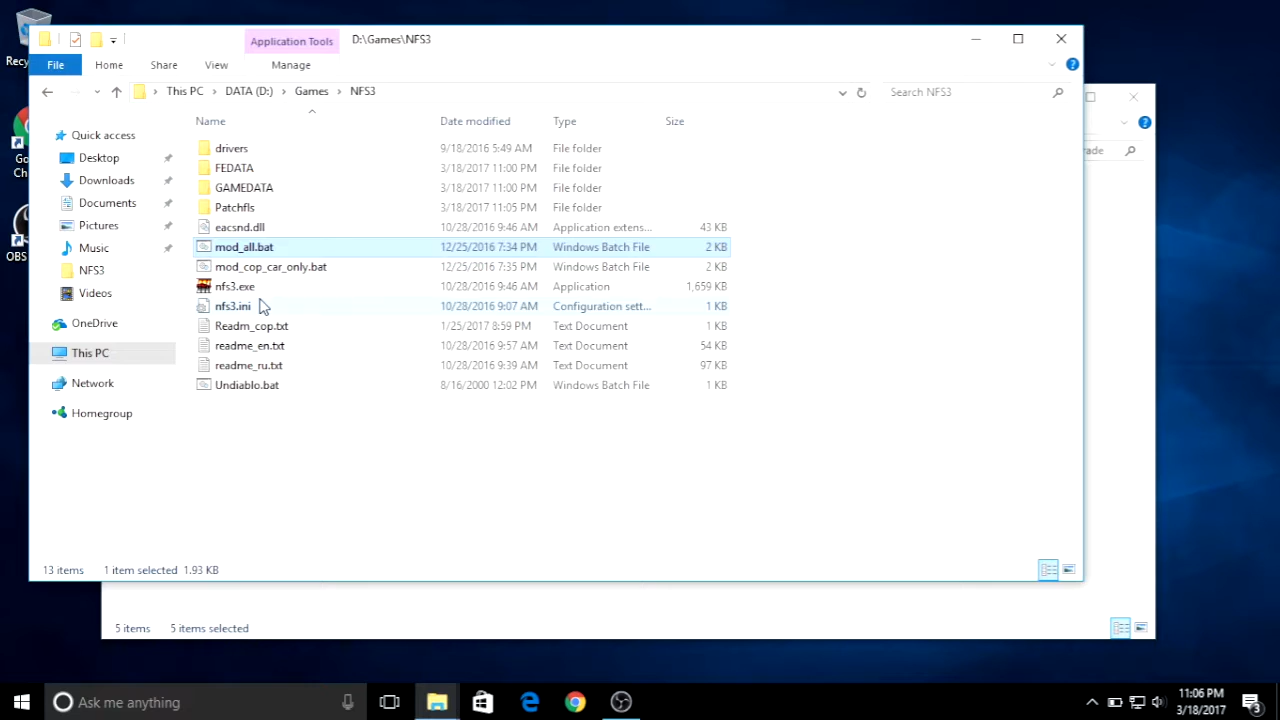 Application Tools
D:\Games\NFS3
File
Home
Share
View
Manage
This PC
DATA (D:)
Games
NFS3
Search NFS3
Name
Date modified
Type
Size
Quick access
Desktop
Downloads
Documents
Pictures
Music
NFS3
Videos
OneDrive
This PC
Network
Homegroup
drivers 9/18/2016 5:49 AM File folder
FEDATA 3/18/2017 11:00 PM File folder
GAMEDATA 3/18/2017 11:00 PM File folder
Patchfls 3/18/2017 11:05 PM File folder
eacsnd.dll 10/28/2016 9:46 AM Application extens... 43 KB
mod_all.bat 12/25/2016 7:34 PM Windows Batch File 2 KB
mod_cop_car_only.bat 12/25/2016 7:35 PM Windows Batch File 2 KB
nfs3.exe 10/28/2016 9:46 AM Application 1,659 KB
nfs3.ini 10/28/2016 9:07 AM Configuration sett... 1 KB
Readm_cop.txt 1/25/2017 8:59 PM Text Document 1 KB
readme_en.txt 10/28/2016 9:57 AM Text Document 54 KB
readme_ru.txt 10/28/2016 9:39 AM Text Document 97 KB
Undiablo.bat 8/16/2000 12:02 PM Windows Batch File 1 KB
13 items 1 item selected 1.93 KB
rade
5 items 5 items selected
Recy
Go
Ch
OBS
Ask me anything
11:06 PM
3/18/2017
3